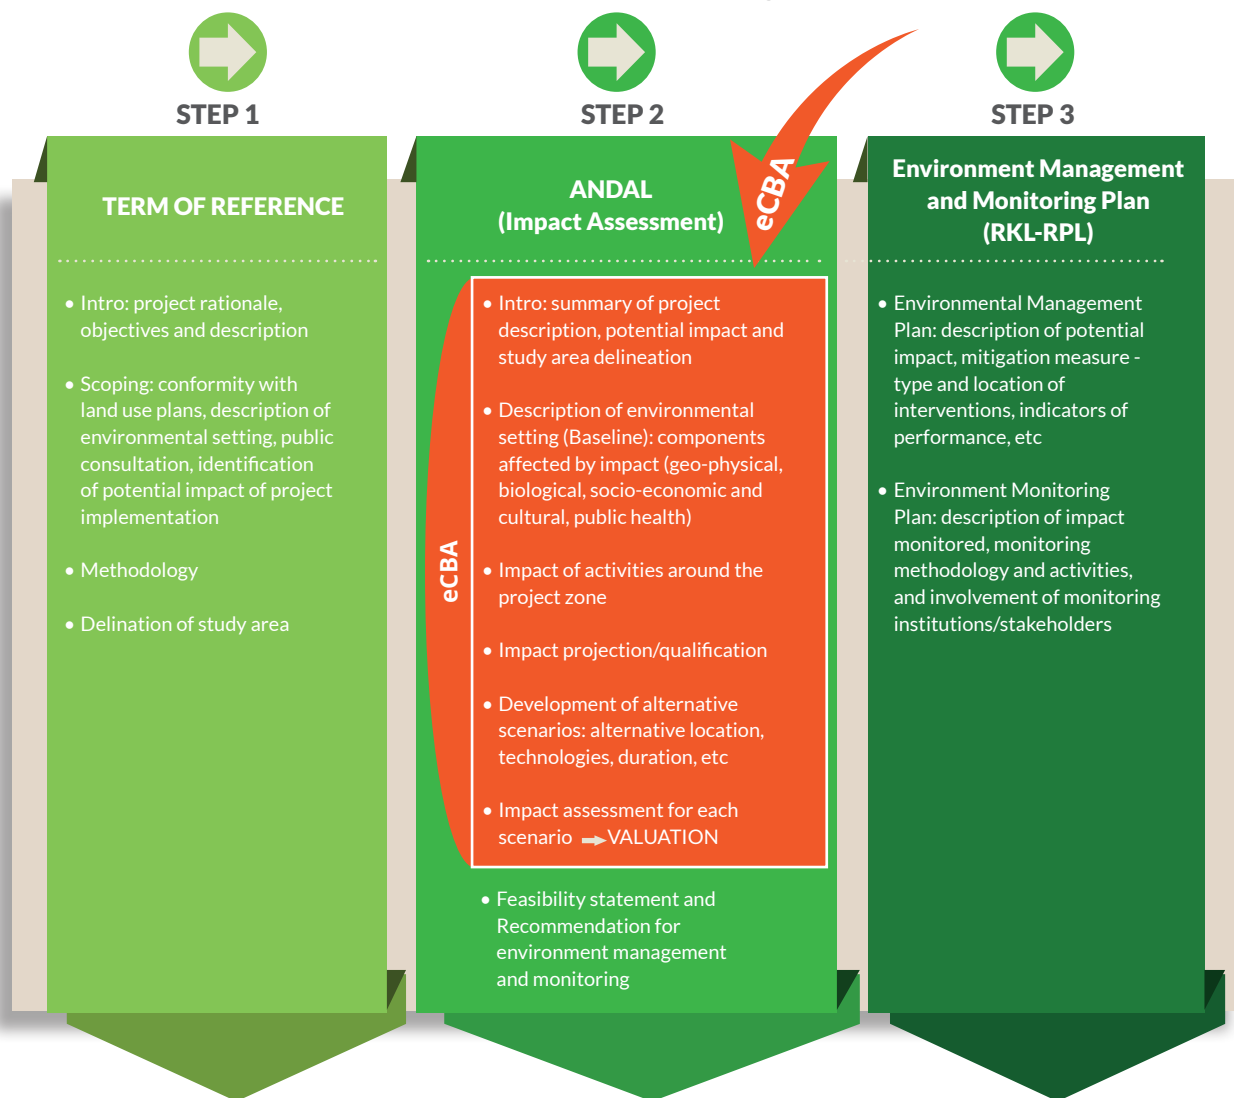 STEP 1
TERM OF REFERENCE
• Intro: project rationale,
objectives and description
• Scoping: conformity with
land use plans, description of
environmental setting, public
consultation, identification
of potential impact of project
implementation
• Methodology
• Delination of study area
STEP 2
ANDAL
(Impact Assessment)
eCBA
eCBA
• Intro: summary of project
description, potential impact and
study area delineation
• Description of environmental
setting (Baseline): components
affected by impact (geo-physical,
biological, socio-economic and
cultural, public health)
• Impact of activities around the
project zone
• Impact projection/qualification
• Development of alternative
scenarios: alternative location,
technologies, duration, etc
• Impact assessment for each
scenario ➡VALUATION
• Feasibility statement and
Recommendation for
environment management
and monitoring
STEP 3
Environment Management
and Monitoring Plan
(RKL-RPL)
• Environmental Management
Plan: description of potential
impact, mitigation measure -
type and location of
interventions, indicators of
performance, etc
• Environment Monitoring
Plan: description of impact
monitored, monitoring
methodology and activities,
and involvement of monitoring
institutions/stakeholders